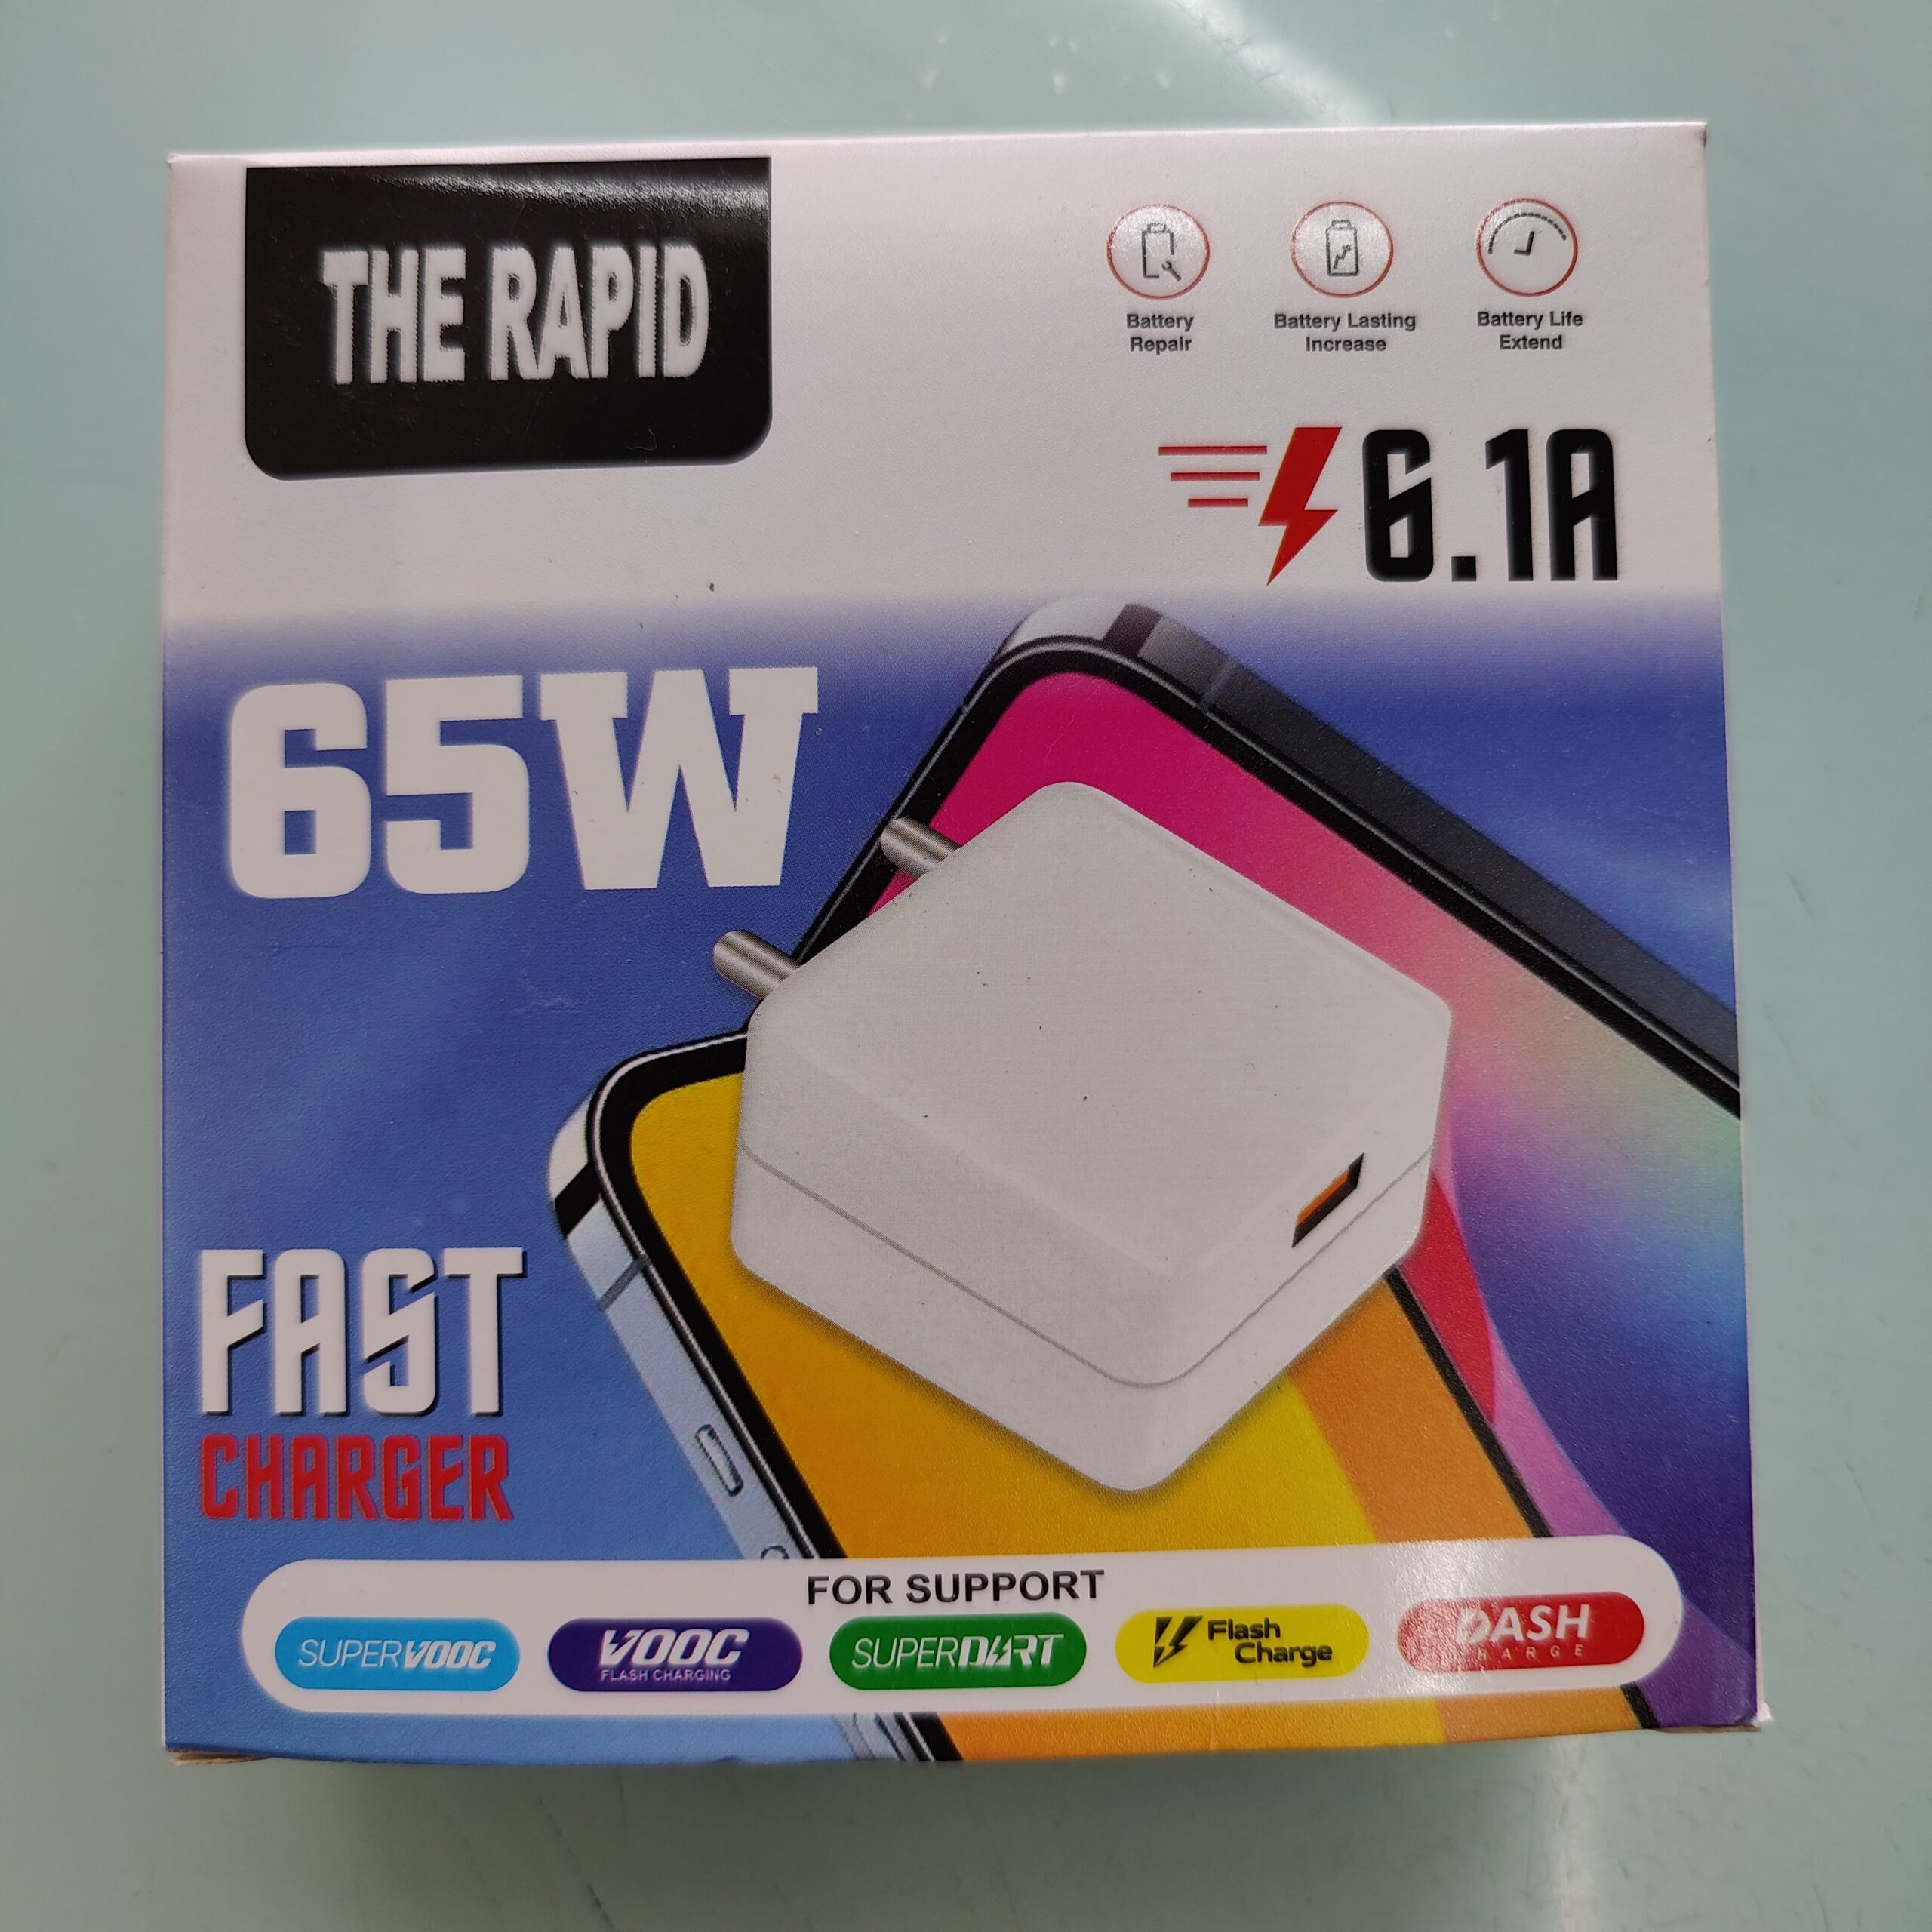 THE RAPID
Battery
Repair
Battery Lasting
Increase
Battery Life
Extend
6.1A
65W
FAST
CHARGER
FOR SUPPORT
SUPERVOOC
VOOC
FLASH CHARGING
SUPERDART
Flash
Charge
DASH
CHARGE